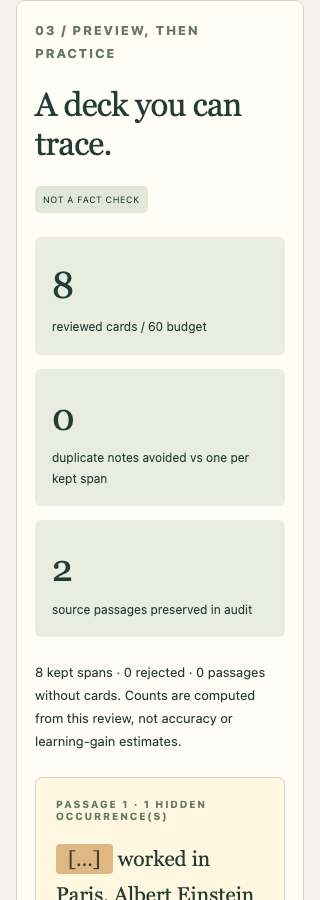 03 / PREVIEW, THEN
PRACTICE
A deck you can
trace.
NOT A FACT CHECK
8
reviewed cards / 60 budget
0
duplicate notes avoided vs one per
kept span
2
source passages preserved in audit
8 kept spans · 0 rejected · 0 passages
without cards. Counts are computed
from this review, not accuracy or
learning-gain estimates.
PASSAGE 1 · 1 HIDDEN
OCCURRENCE(S)
[...] worked in
Paris. Albert Einstein